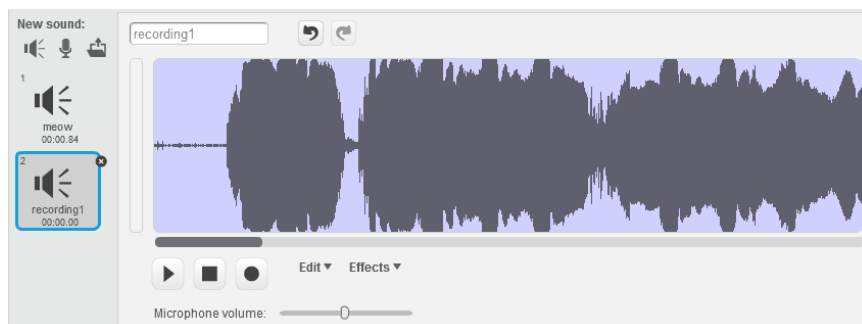 New sound:
recording1
1
meow
00:00.84
2
recording1
00:00.00
Edit
Effects
Microphone volume: